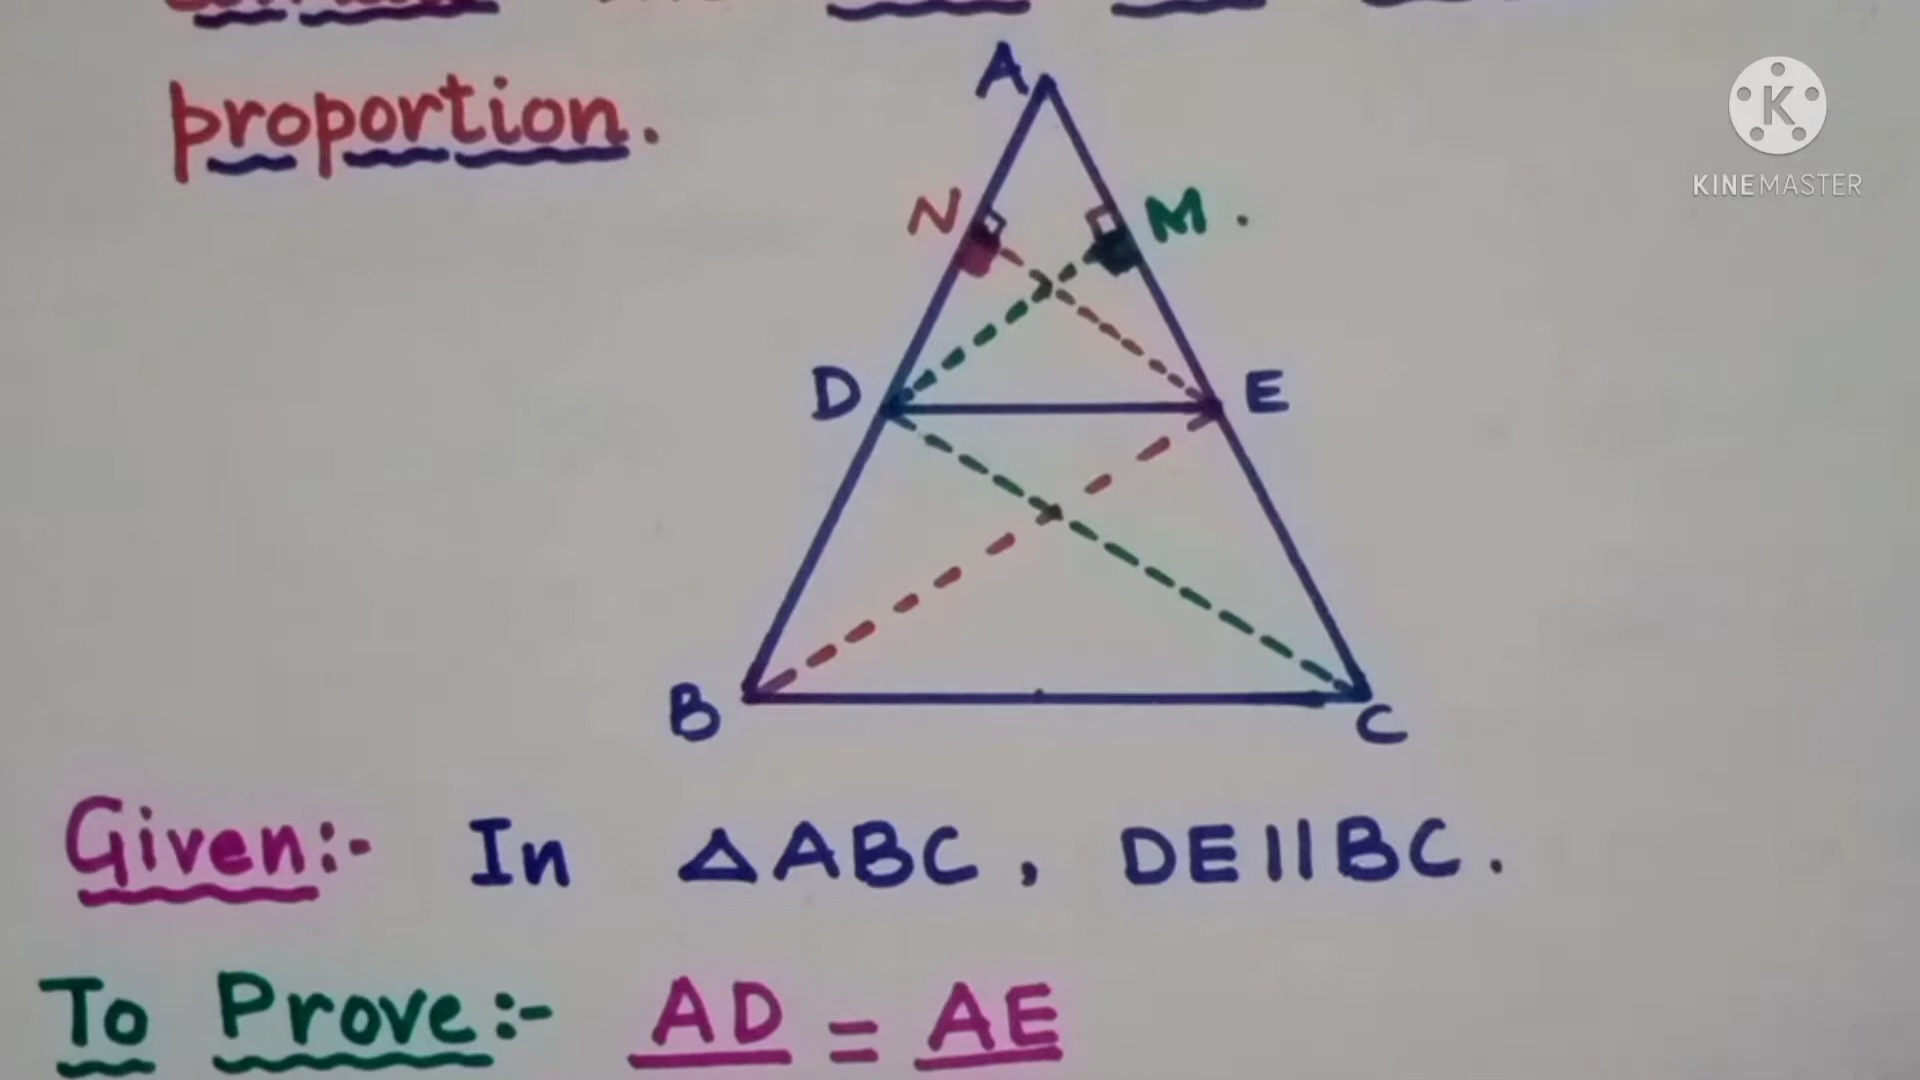 proportion.
A
N M.
D E
B C
Given:- In △ABC, DE||BC.
To Prove:- AD = AE
K
KINEMASTER